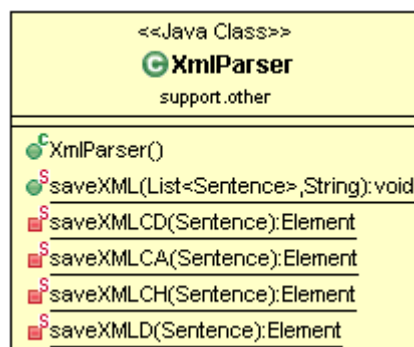 <<Java Class>>
C XmlParser
support.other
C XmlParser()
S saveXML(List<Sentence>,String):void
S saveXMLCD(Sentence):Element
S saveXMLCA(Sentence):Element
S saveXMLCH(Sentence):Element
S saveXMLD(Sentence):Element